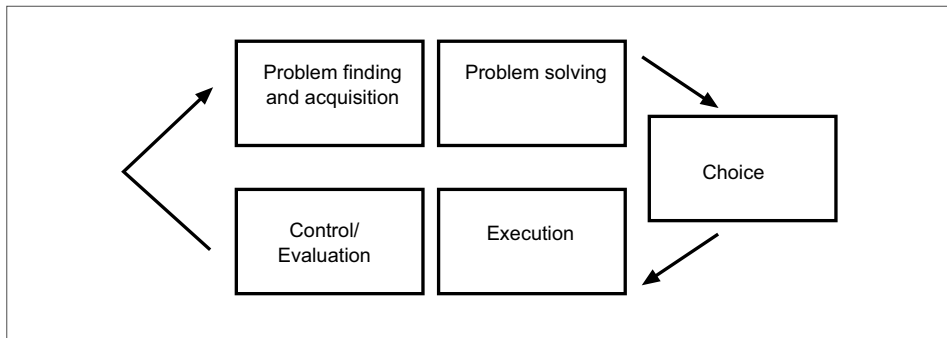 Problem finding
and acquisition
Problem solving
Choice
Control/
Evaluation
Execution